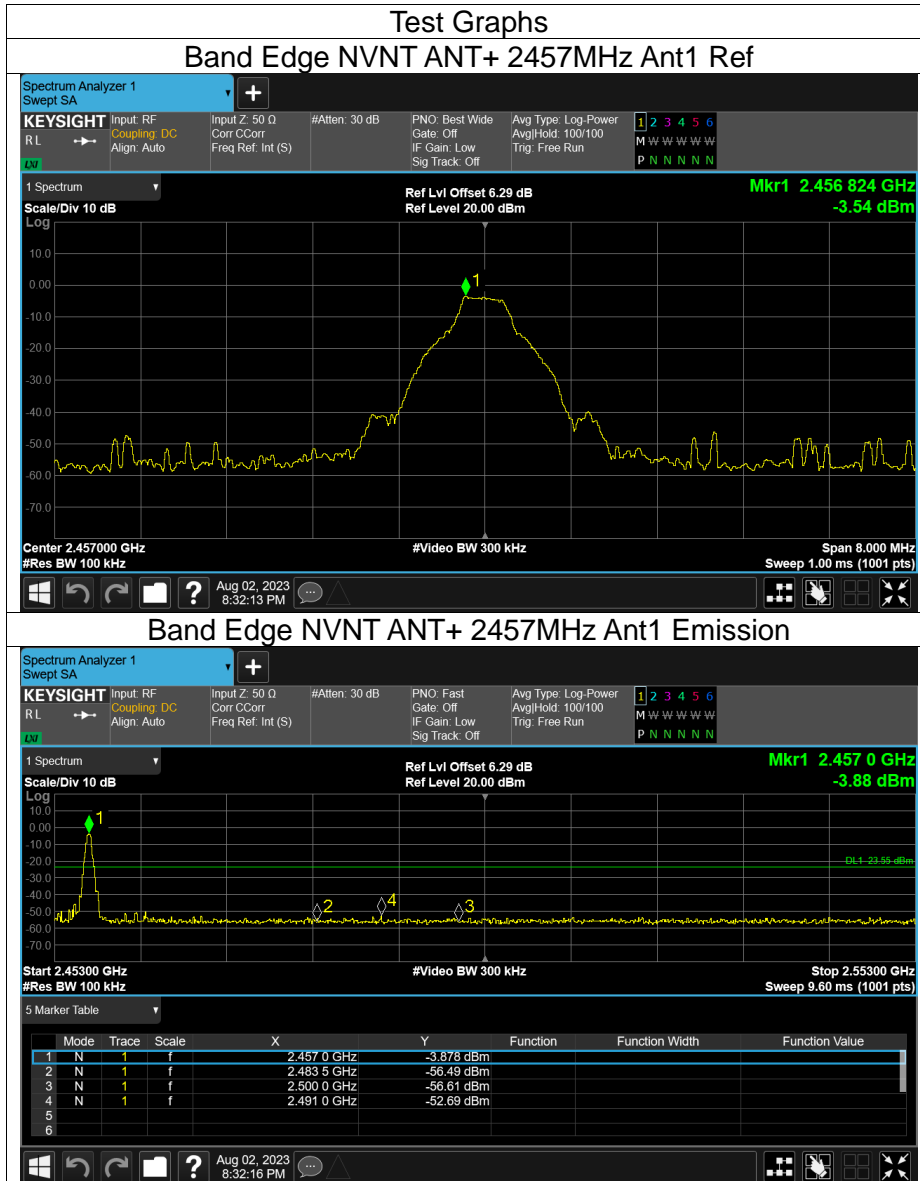 Test Graphs
Band Edge NVNT ANT+ 2457MHz Ant1 Ref
Spectrum Analyzer 1
Swept SA
+
KEYSIGHT Input: RF Input Z: 50 Ω #Atten: 30 dB PNO: Best Wide Avg Type: Log-Power 1 2 3 4 5 6
RL Coupling: DC Corr CCorr Gate: Off Avg|Hold: 100/100 M W W W W W
Align: Auto Freq Ref: Int (S) IF Gain: Low Trig: Free Run
LXI Sig Track: Off P N N N N N
1 Spectrum Ref Lvl Offset 6.29 dB Mkr1 2.456 824 GHz
Scale/Div 10 dB Ref Level 20.00 dBm -3.54 dBm
Log
10.0
0.00
1
-10.0
-20.0
-30.0
-40.0
-50.0
-60.0
-70.0
Center 2.457000 GHz #Video BW 300 kHz Span 8.000 MHz
#Res BW 100 kHz Sweep 1.00 ms (1001 pts)
? Aug 02, 2023
8:32:13 PM
Band Edge NVNT ANT+ 2457MHz Ant1 Emission
Spectrum Analyzer 1
Swept SA
+
KEYSIGHT Input: RF Input Z: 50 Ω #Atten: 30 dB PNO: Fast Avg Type: Log-Power 1 2 3 4 5 6
RL Coupling: DC Corr CCorr Gate: Off Avg|Hold: 100/100 M W W W W W
Align: Auto Freq Ref: Int (S) IF Gain: Low Trig: Free Run
LXI Sig Track: Off P N N N N N
1 Spectrum Ref Lvl Offset 6.29 dB Mkr1 2.457 0 GHz
Scale/Div 10 dB Ref Level 20.00 dBm -3.88 dBm
Log
10.0
1
0.00
-10.0
-20.0 DL1 -23.55 dBm
-30.0
-40.0
-50.0 2 4 3
-60.0
-70.0
Start 2.45300 GHz #Video BW 300 kHz Stop 2.55300 GHz
#Res BW 100 kHz Sweep 9.60 ms (1001 pts)
5 Marker Table
Mode Trace Scale X Y Function Function Width Function Value
1 N 1 f 2.457 0 GHz -3.878 dBm
2 N 1 f 2.483 5 GHz -56.49 dBm
3 N 1 f 2.500 0 GHz -56.61 dBm
4 N 1 f 2.491 0 GHz -52.69 dBm
5
6
? Aug 02, 2023
8:32:16 PM